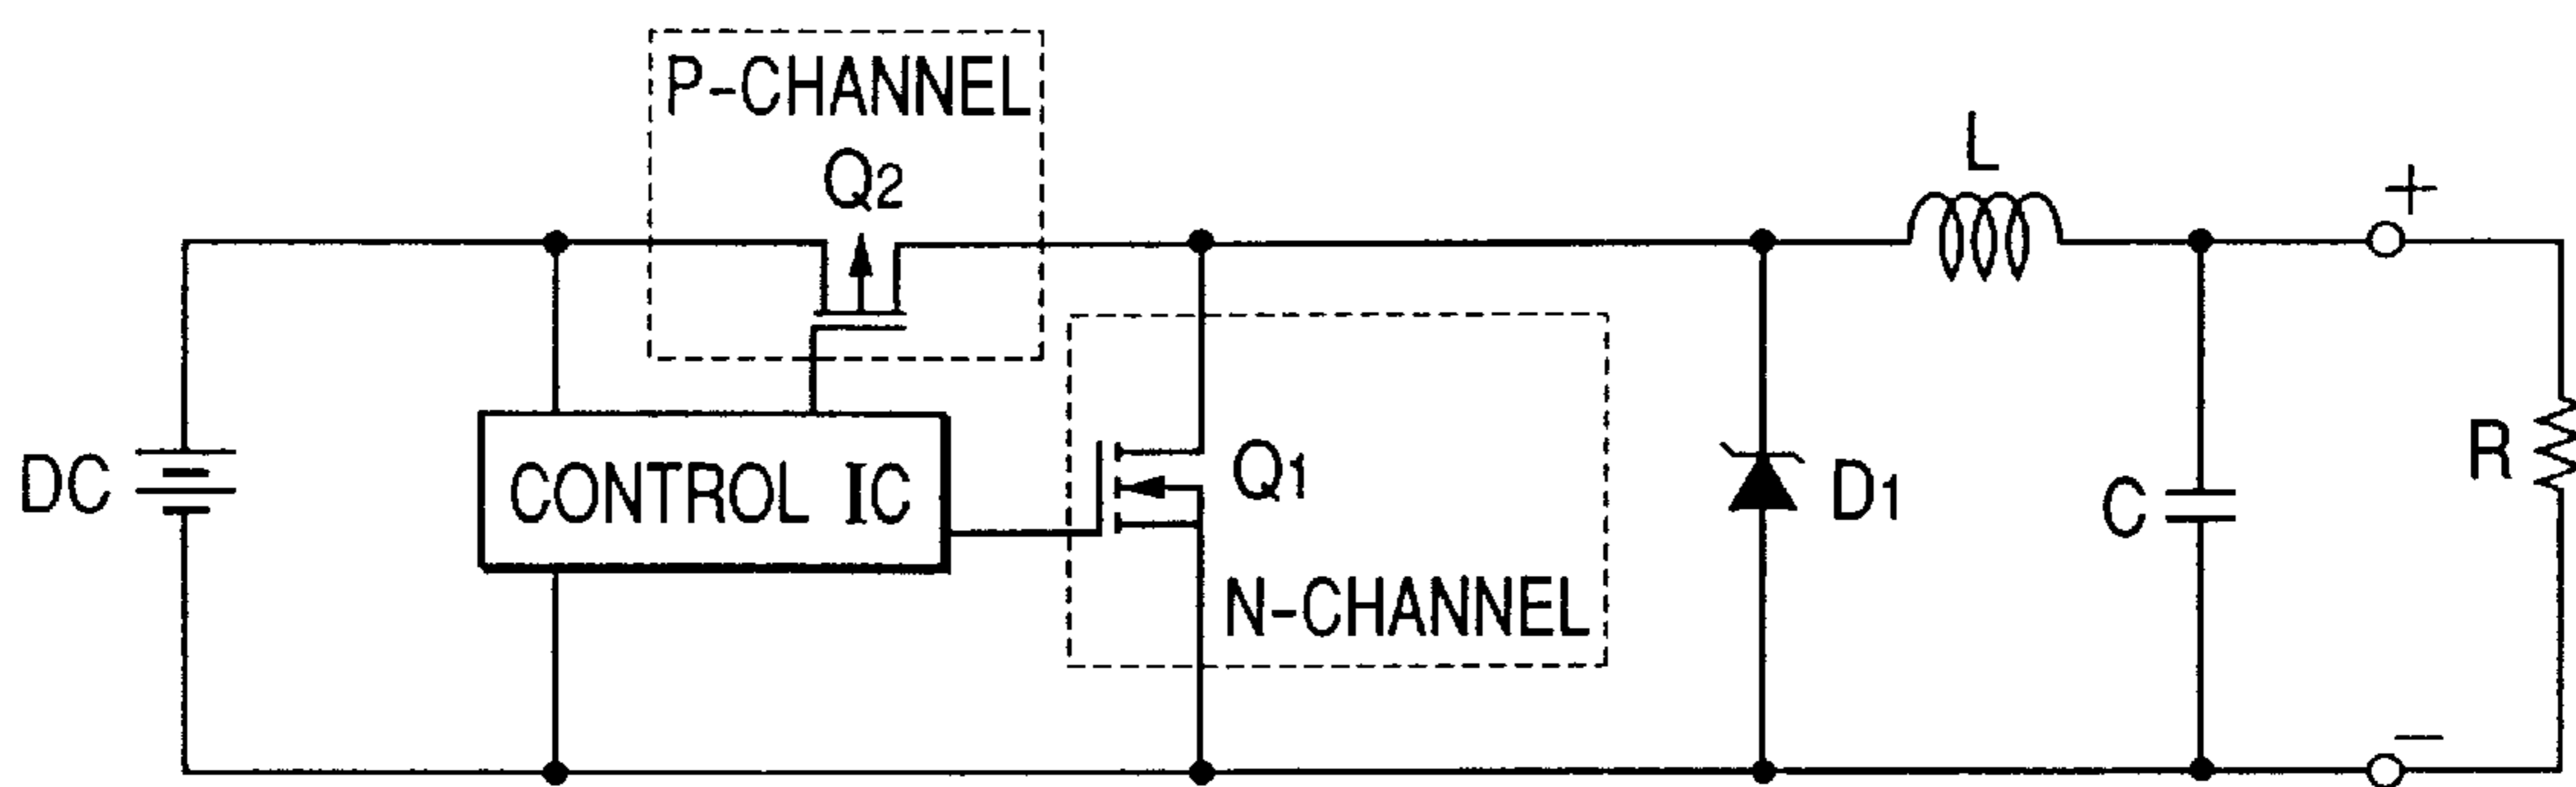 P-CHANNEL
Q2
L
+
DC
CONTROL IC
Q1
D1
C
R
N-CHANNEL
−